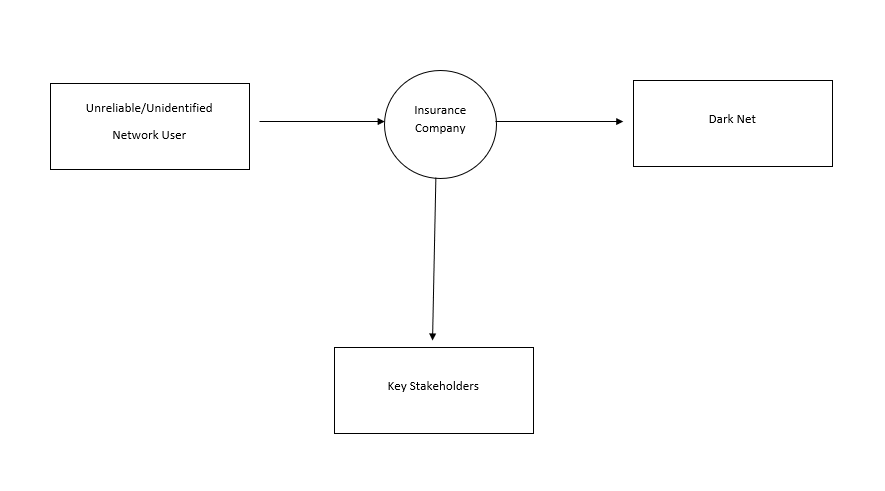 Unreliable/Unidentified
Network User
Insurance
Company
Dark Net
Key Stakeholders